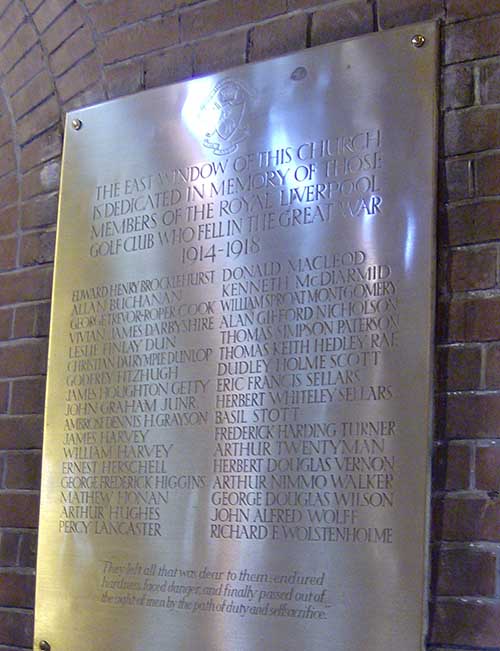 THE EAST WINDOW OF THIS CHURCH
IS DEDICATED IN MEMORY OF THOSE
MEMBERS OF THE ROYAL LIVERPOOL
GOLF CLUB WHO FELL IN THE GREAT WAR
1914-1918
EDWARD HENRY BROCKLEHURST
ALLAN BUCHANAN
GEORGE TREVOR-ROPER COOK
VIVIAN JAMES DARBYSHIRE
LESLIE FINLAY DUN
CHRISTIAN DALRYMPLE DUNLOP
GODFREY FITZHUGH
JAMES HOUGHTON GETTY
JOHN GRAHAM JUNR.
AMBROSE DENNIS H. GRAYSON
JAMES HARVEY
WILLIAM HARVEY
ERNEST HERSCHELL
GEORGE FREDERICK HIGGINS
MATHEW HONAN
ARTHUR HUGHES
PERCY LANCASTER
DONALD MACLEOD
KENNETH McDIARMID
WILLIAM SPROAT MONTGOMERY
ALAN GIFFORD NICHOLSON
THOMAS SIMPSON PATERSON
THOMAS KEITH HEDLEY RAE
DUDLEY HOLME SCOTT
ERIC FRANCIS SELLARS
HERBERT WHITELEY SELLARS
BASIL STOTT
FREDERICK HARDING TURNER
ARTHUR TWENTYMAN
HERBERT DOUGLAS VERNON
ARTHUR NIMMO WALKER
GEORGE DOUGLAS WILSON
JOHN ALFRED WOLFF
RICHARD F. WOLSTENHOLME
They left all that was dear to them, endured
hardness, faced danger, and finally passed out of
the sight of men by the path of duty and self sacrifice.